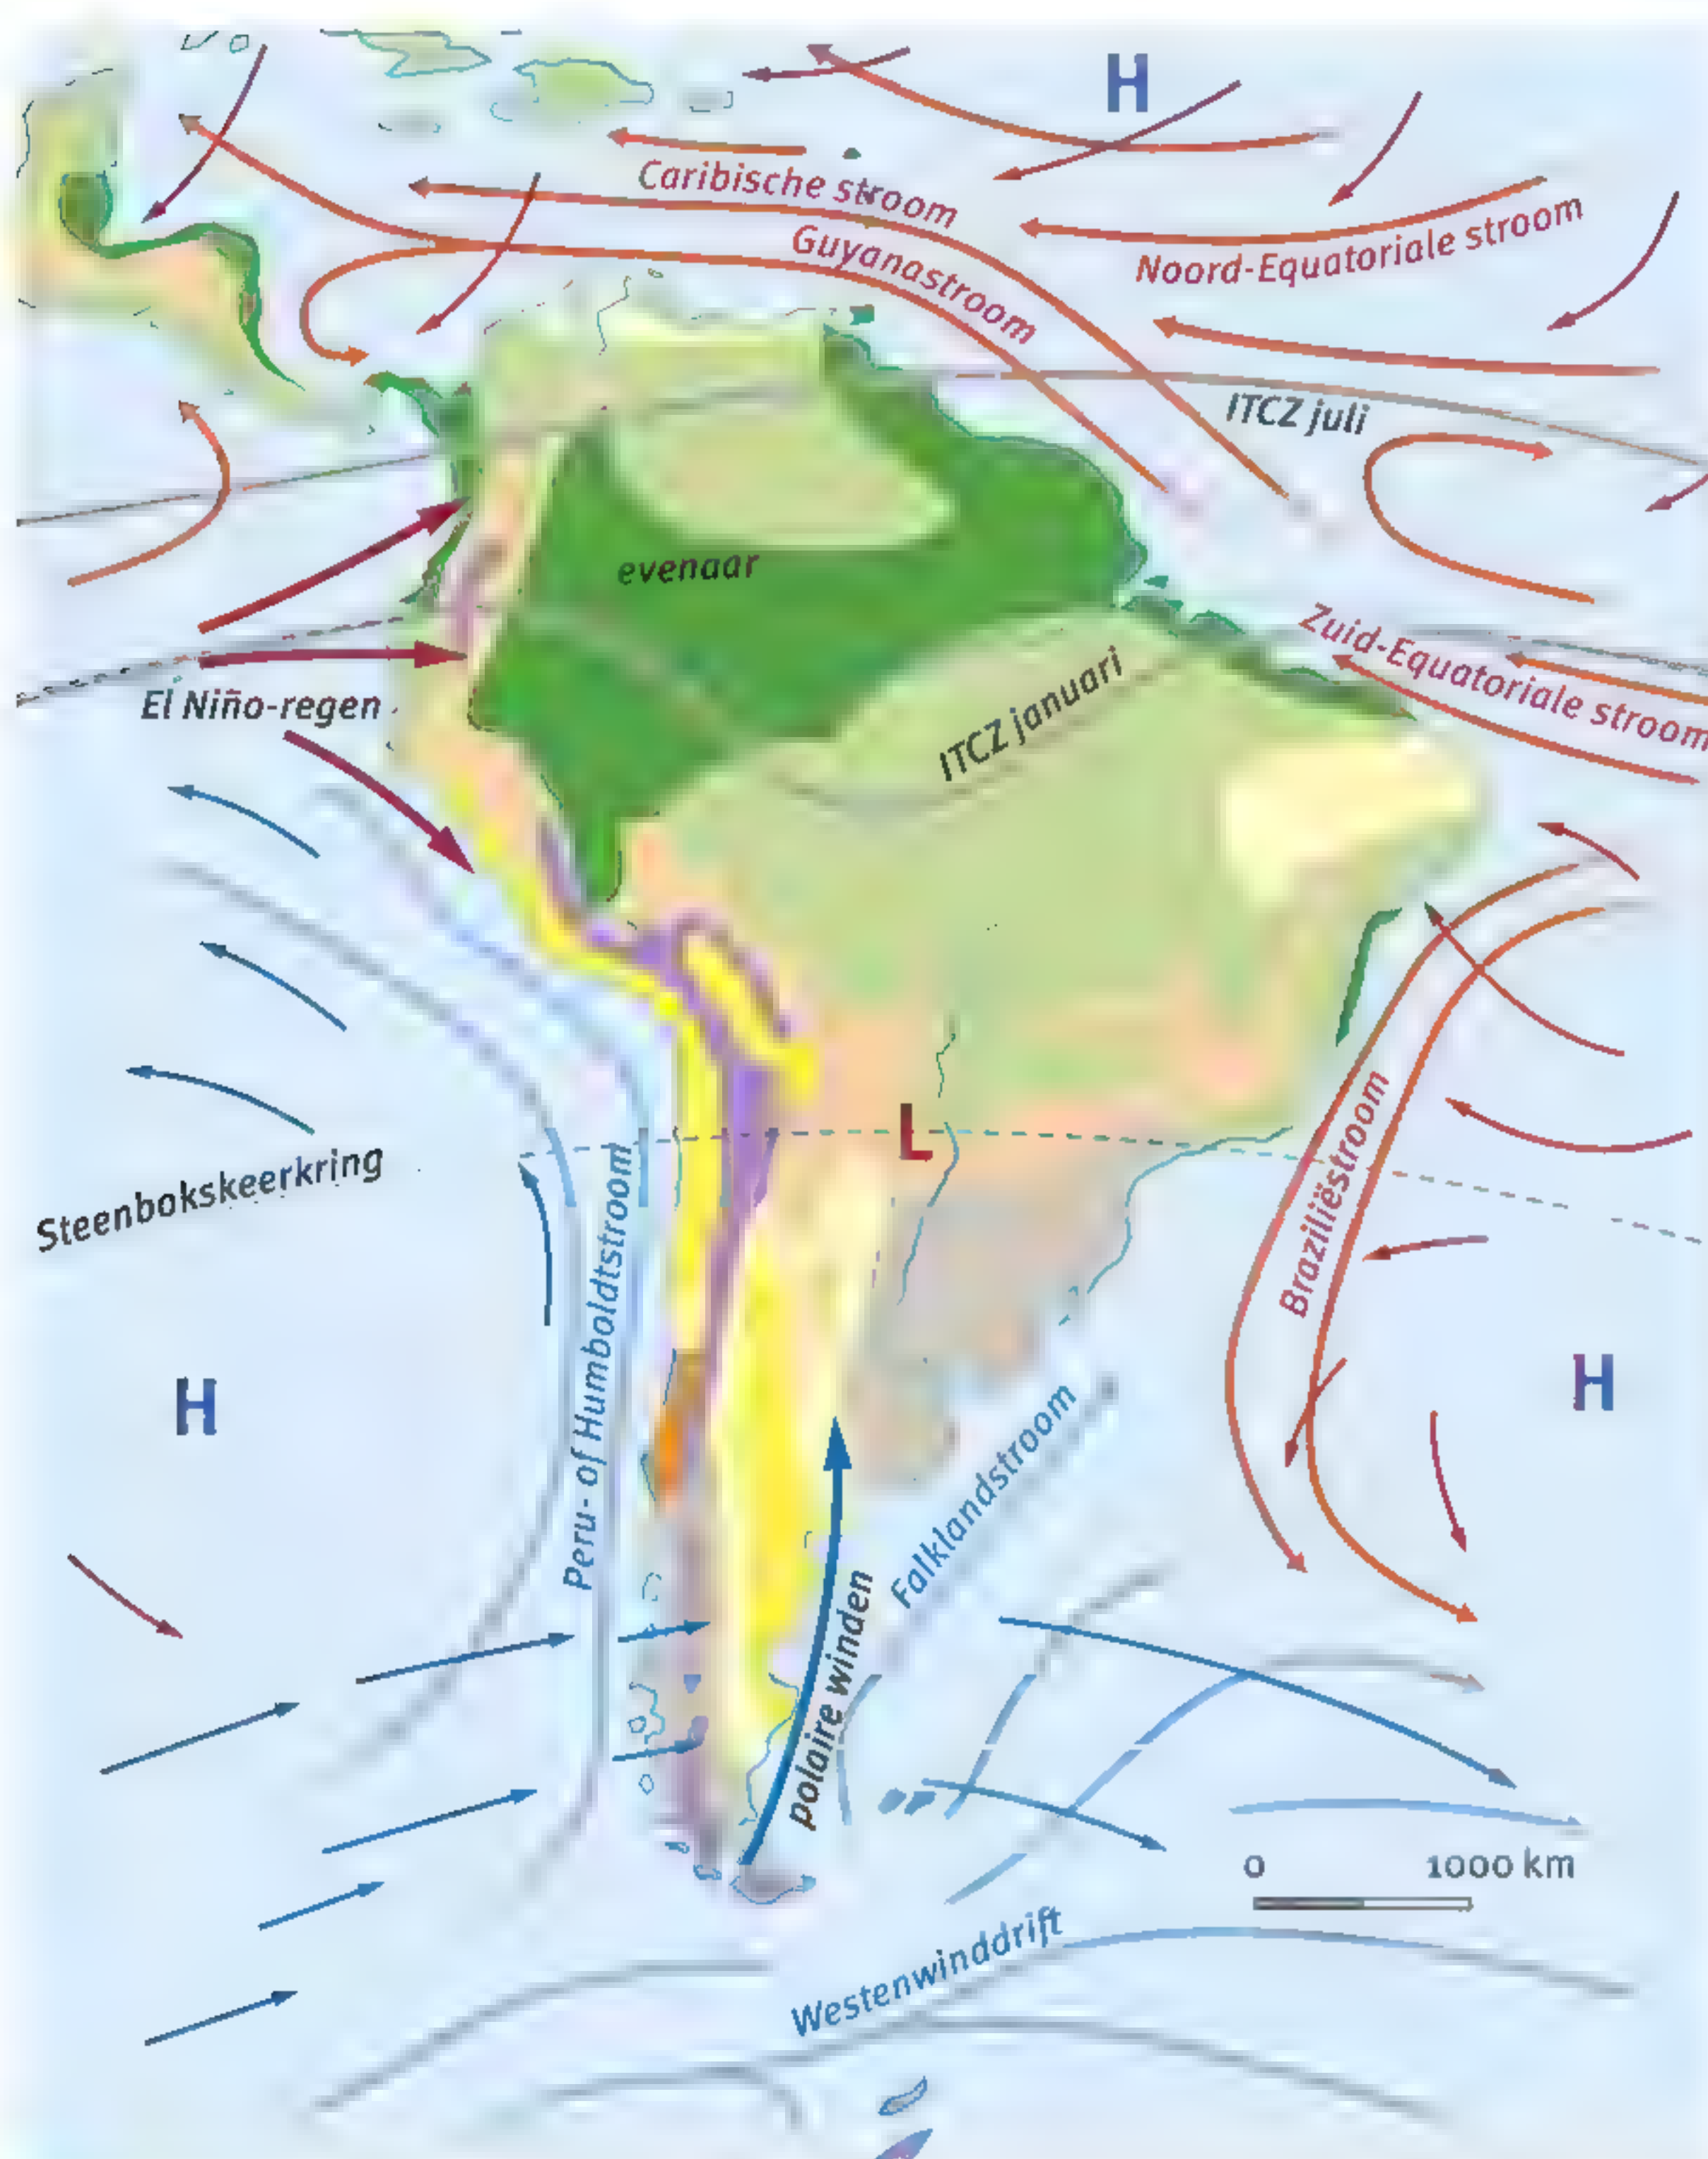 H
Caribische stroom
Guyanastroom
Noord-Equatoriale stroom
ITCZ juli
evenaar
Zuid-Equatoriale stroom
ITCZ januari
El Niño-regen
L
Steenbokskeerkring
Peru- of Humboldtstroom
Braziliëstroom
H
H
Falklandstroom
polaire winden
0 1000 km
Westenwinddrift